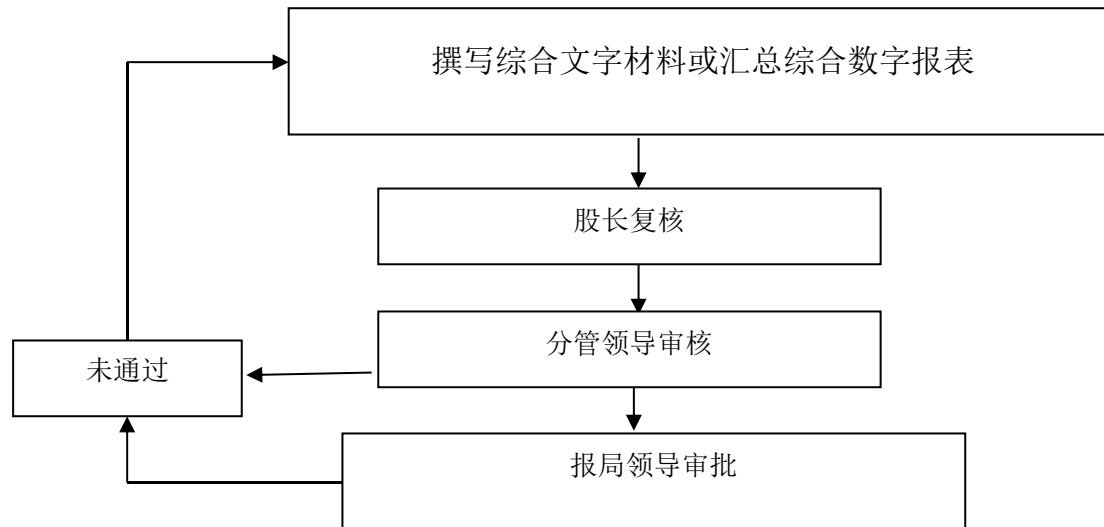 撰写综合文字材料或汇总综合数字报表
股长复核
分管领导审核
未通过
报局领导审批